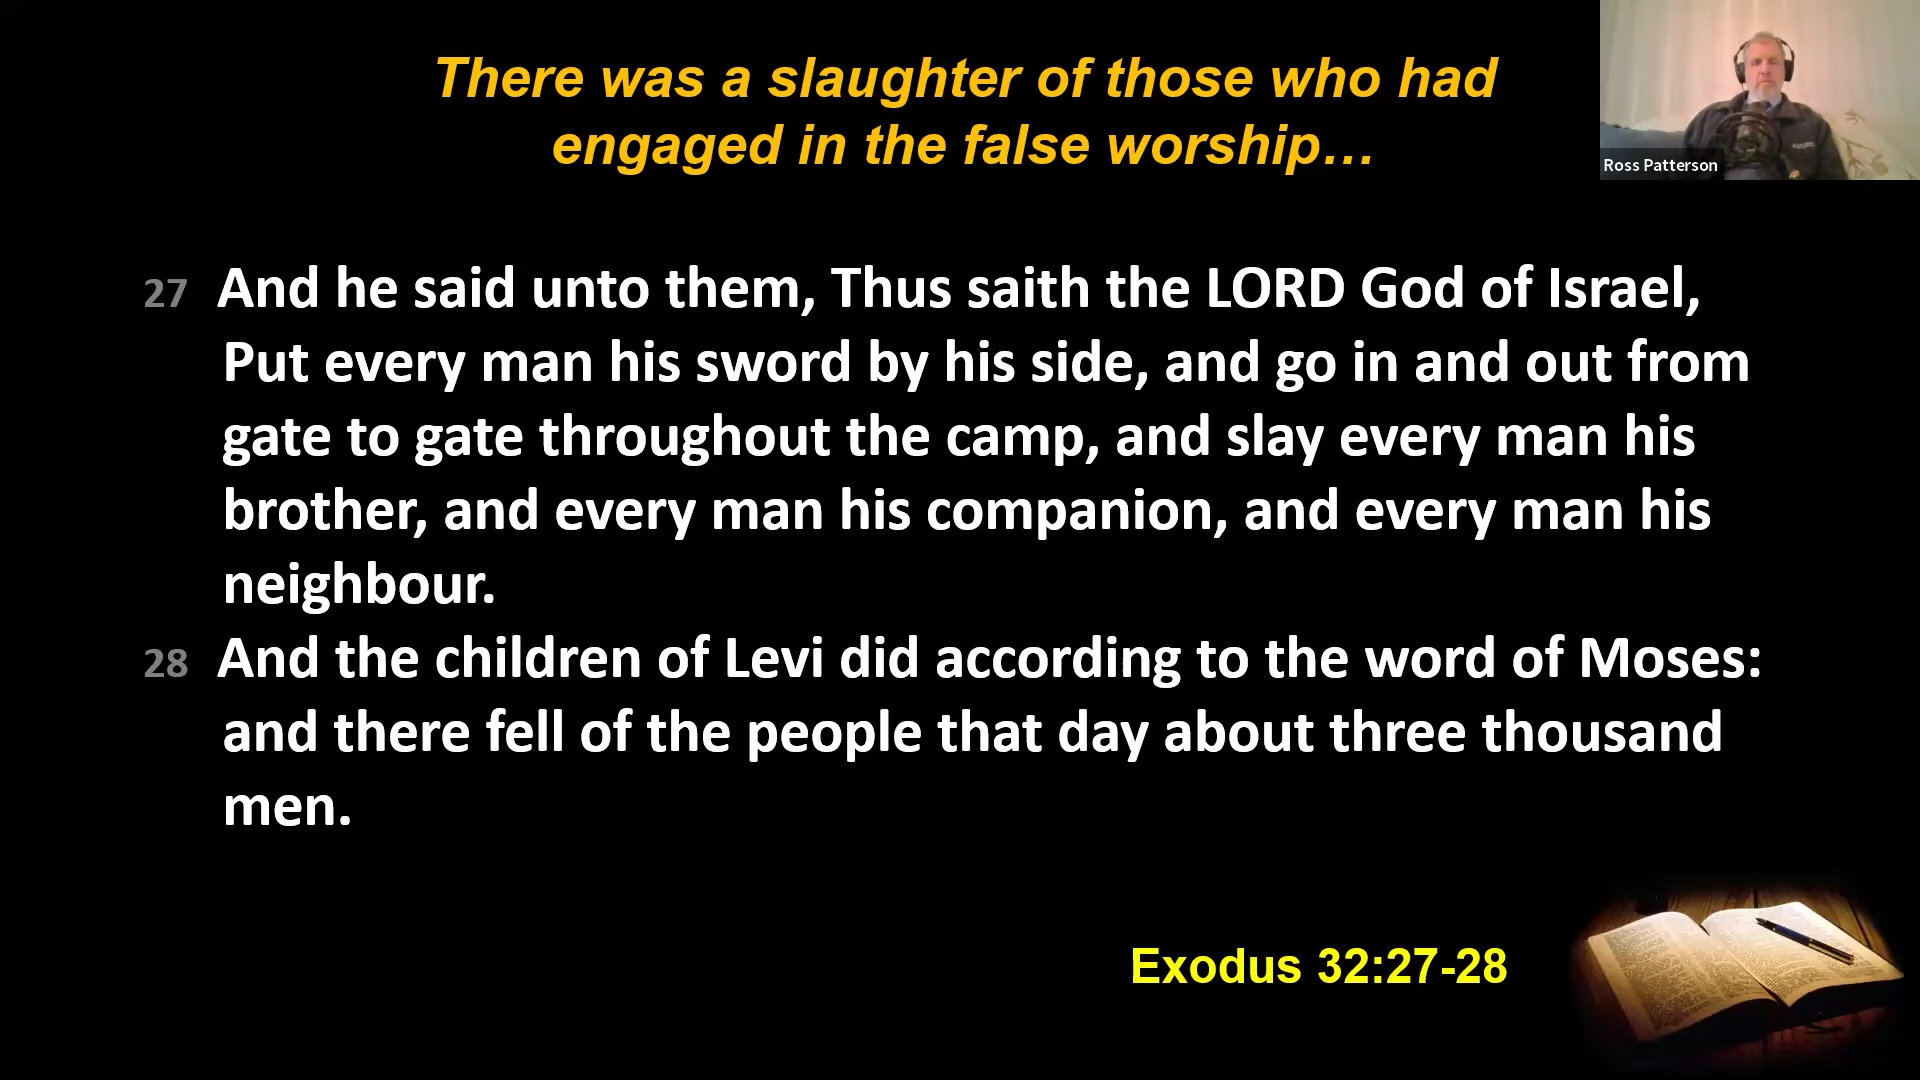 There was a slaughter of those who had
engaged in the false worship…
Ross Patterson
27 And he said unto them, Thus saith the LORD God of Israel,
Put every man his sword by his side, and go in and out from
gate to gate throughout the camp, and slay every man his
brother, and every man his companion, and every man his
neighbour.
28 And the children of Levi did according to the word of Moses:
and there fell of the people that day about three thousand
men.
Exodus 32:27-28